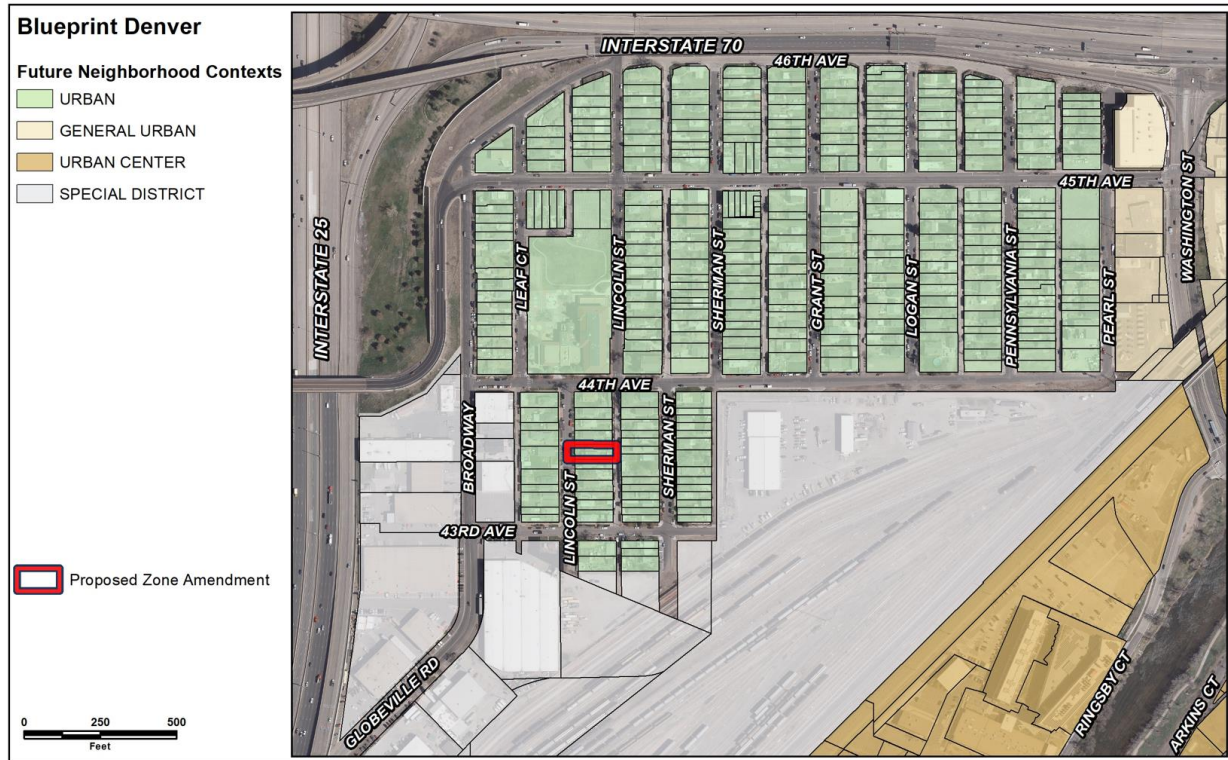 Blueprint Denver
Future Neighborhood Contexts
URBAN
GENERAL URBAN
URBAN CENTER
SPECIAL DISTRICT
Proposed Zone Amendment
0 250 500
Feet
INTERSTATE 70
46TH AVE
45TH AVE
WASHINGTON ST
INTERSTATE 25
LEAF CT
LINCOLN ST
SHERMAN ST
GRANT ST
LOGAN ST
PENNSYLVANIA ST
PEARL ST
44TH AVE
BROADWAY
LINCOLN ST
SHERMAN ST
43RD AVE
GLOBEVILLE RD
RINGSBY CT
ARKINS CT